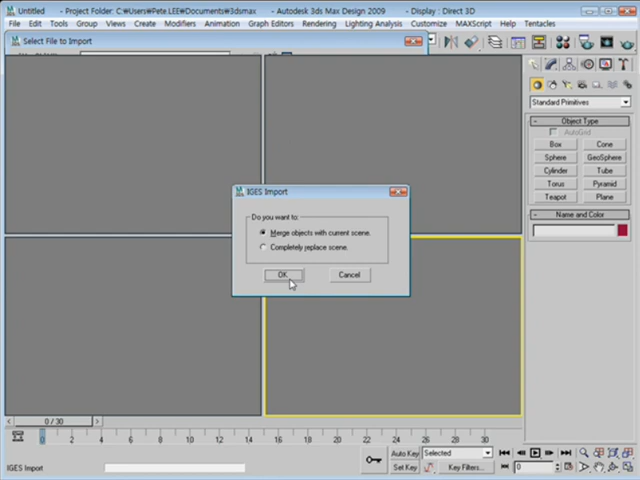 Untitled - Project Folder: C:₩Users₩Pete.LEE₩Documents₩3dsmax - Autodesk 3ds Max Design 2009 - Display : Direct 3D
File Edit Tools Group Views Create Modifiers Animation Graph Editors Rendering Lighting Analysis Customize MAXScript Help Tentacles
Select File to Import
Standard Primitives
- Object Type
AutoGrid
Box Cone
Sphere GeoSphere
Cylinder Tube
Torus Pyramid
Teapot Plane
- Name and Color
IGES Import
Do you want to:
Merge objects with current scene.
Completely replace scene.
OK Cancel
< 0 / 30 >
0 2 4 6 8 10 12 14 16 18 20 22 24 26 28 30
Auto Key Selected
Set Key Key Filters... 0
IGES Import